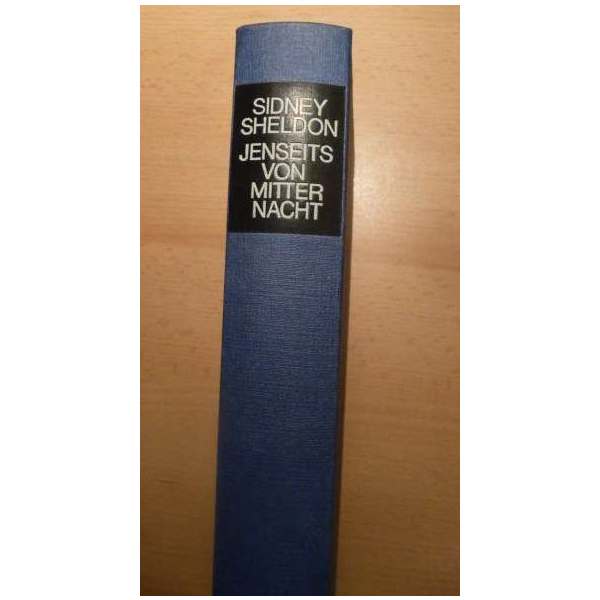 SIDNEY
SHELDON
JENSEITS
VON
MITTER
NACHT